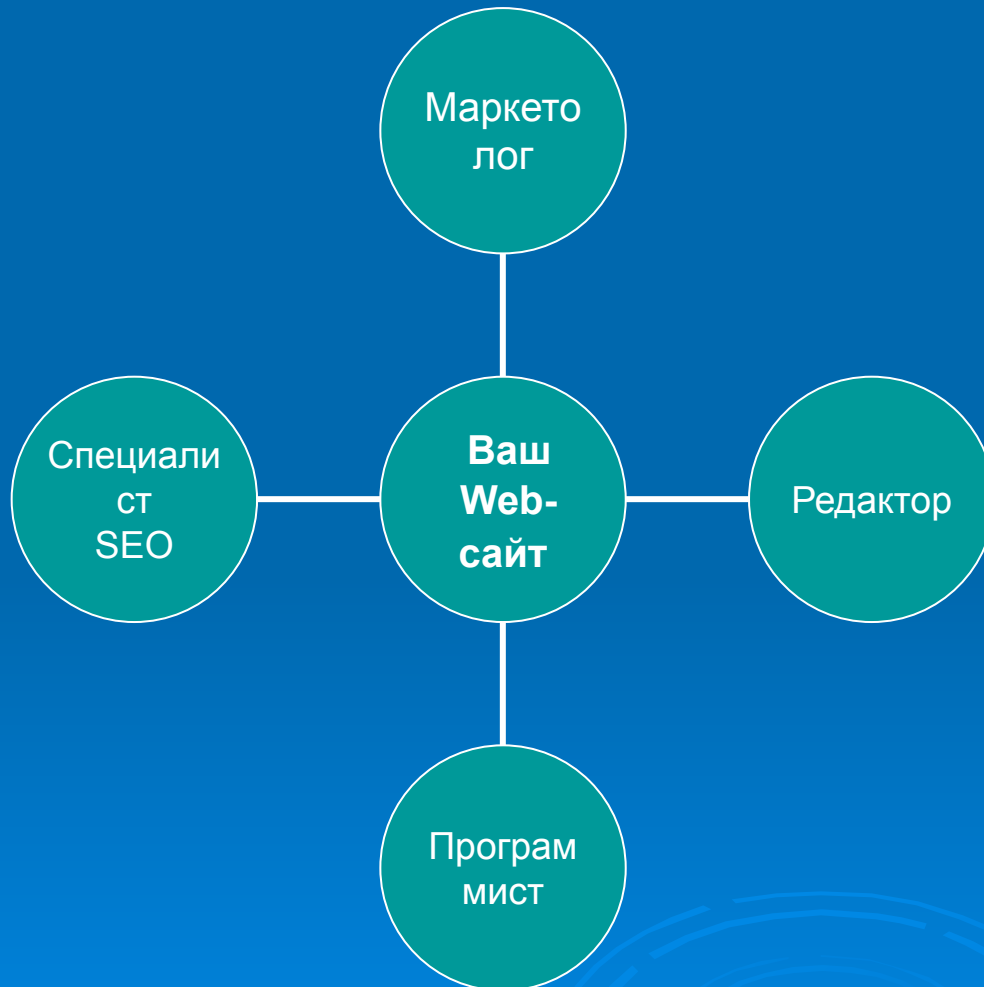 Маркето
лог
Специали
ст
SEO
Ваш
Web-
сайт
Редактор
Програм
мист